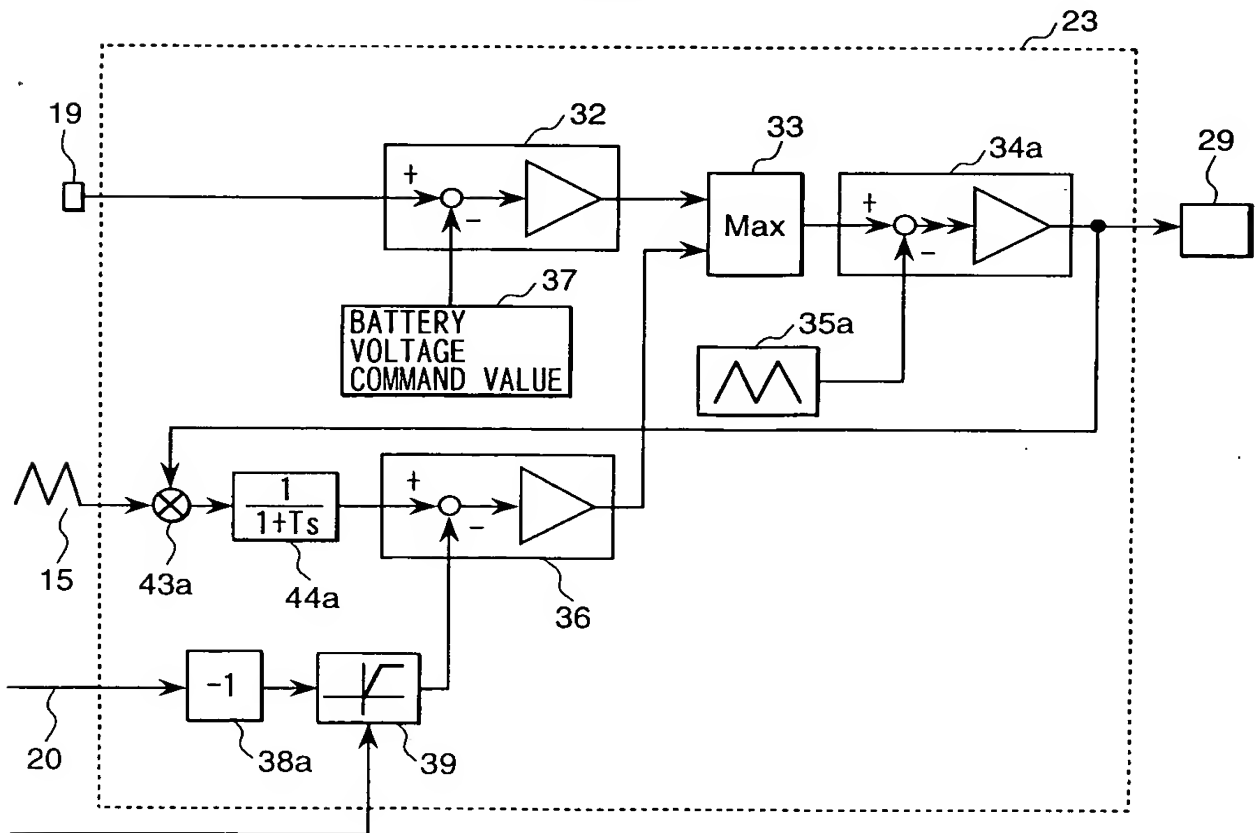 23
19
32
33
34a
29
+
-
Max
+
-
37
BATTERY
VOLTAGE
COMMAND VALUE
35a
1
1+Ts
+
-
15
43a
44a
36
-1
20
38a
39